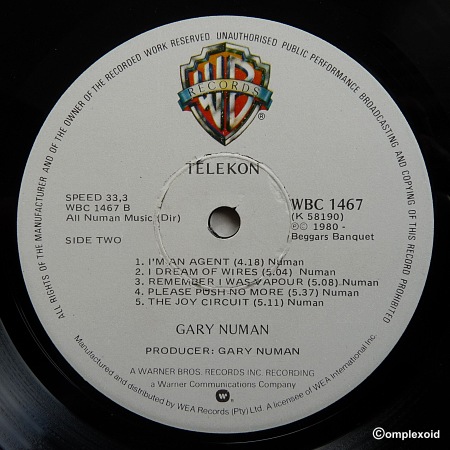 ALL RIGHTS OF THE MANUFACTURER AND OF THE OWNER OF THE RECORDED WORK RESERVED UNAUTHORISED PUBLIC PERFORMANCE BROADCASTING AND COPYING OF THIS RECORD PROHIBITED
WB
RECORDS
®
TELEKON
SPEED 33,3
WBC 1467 B
All Numan Music (Dir)
SIDE TWO
WBC 1467
(K 58190)
Ⓟ© 1980 -
Beggars Banquet
1. I'M AN AGENT (4.18) Numan
2. I DREAM OF WIRES (5.04) Numan
3. REMEMBER I WAS VAPOUR (5.08) Numan
4. PLEASE PUSH NO MORE (5.37) Numan
5. THE JOY CIRCUIT (5.11) Numan
GARY NUMAN
PRODUCER: GARY NUMAN
A WARNER BROS. RECORDS INC. RECORDING
a Warner Communications Company
Manufactured and distributed by WEA Records (Pty) Ltd. A licensee of WEA International Inc.
©omplexoid